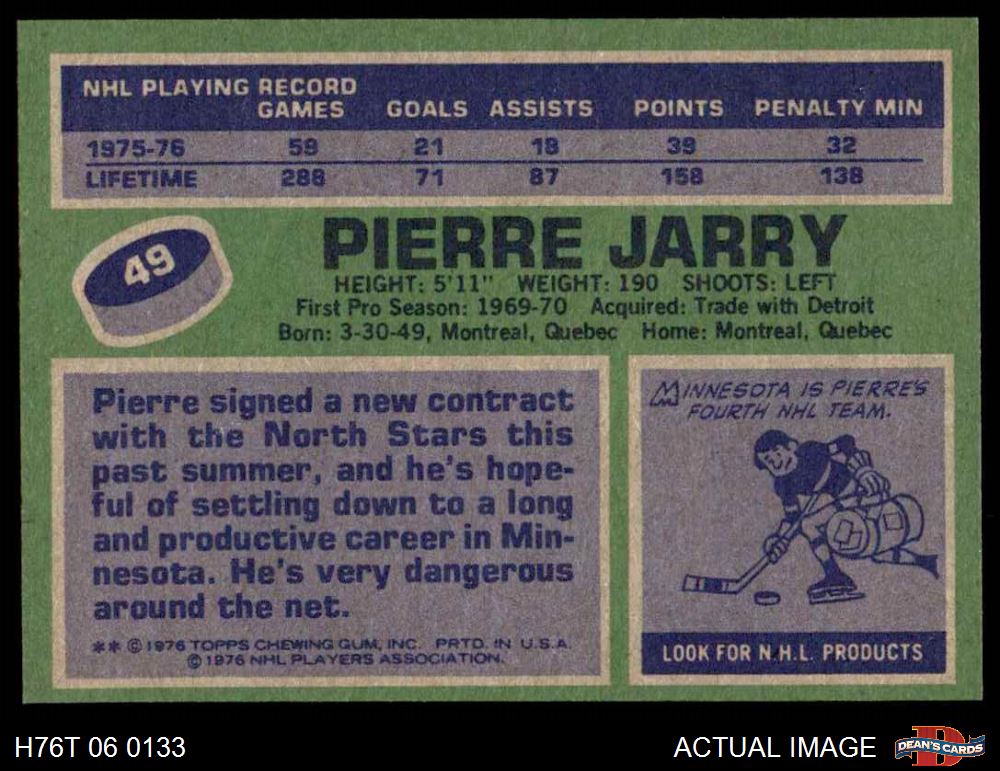 NHL PLAYING RECORD
GAMES GOALS ASSISTS POINTS PENALTY MIN
1975-76 59 21 18 39 32
LIFETIME 288 71 87 158 138
49
PIERRE JARRY
HEIGHT: 5'11" WEIGHT: 190 SHOOTS: LEFT
First Pro Season: 1969-70 Acquired: Trade with Detroit
Born: 3-30-49, Montreal, Quebec Home: Montreal, Quebec
Pierre signed a new contract
with the North Stars this
past summer, and he's hope-
ful of settling down to a long
and productive career in Min-
nesota. He's very dangerous
around the net.
** © 1976 TOPPS CHEWING GUM, INC. PRTD. IN U.S.A.
© 1976 NHL PLAYERS ASSOCIATION.
MINNESOTA IS PIERRE'S
FOURTH NHL TEAM.
LOOK FOR N.H.L. PRODUCTS
H76T 06 0133
ACTUAL IMAGE
D
DEAN'S CARDS